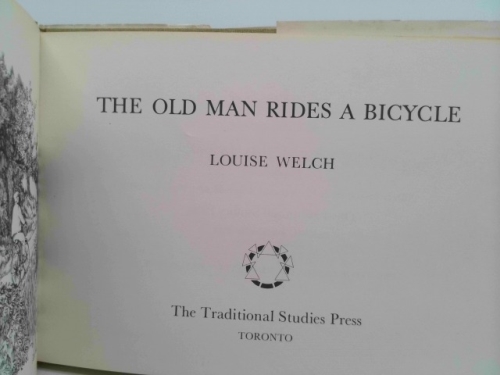 THE OLD MAN RIDES A BICYCLE
LOUISE WELCH
The Traditional Studies Press
TORONTO